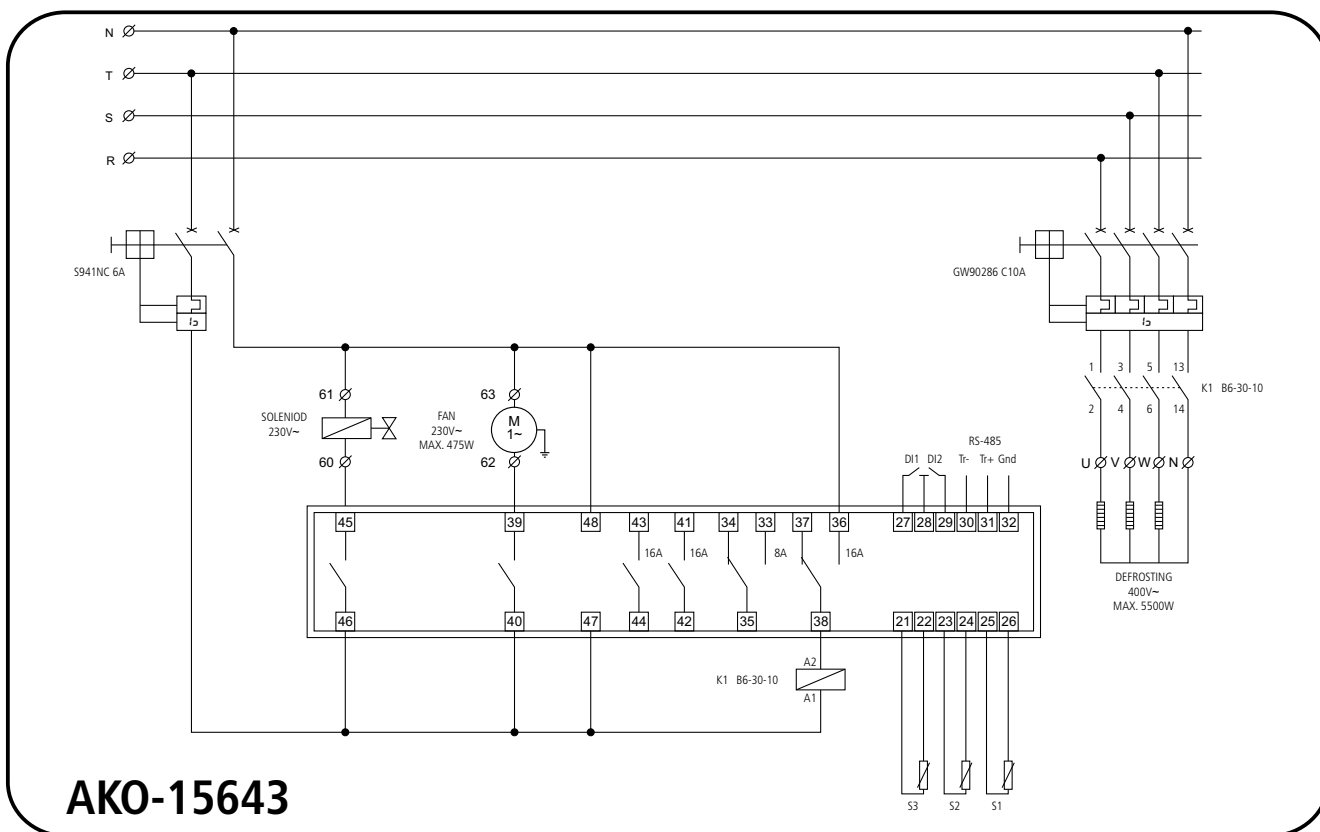 N
T
S
R
S941NC 6A
GW90286 C10A
1 3 5 13
K1 B6-30-10
2 4 6 14
61
63
SOLENIOD
230V~
FAN
230V~
MAX. 475W
M
1~
60
62
RS-485
DI1 DI2 Tr- Tr+ Gnd
U V W N
45 39 48 43 41 34 33 37 36 27 28 29 30 31 32
16A 16A 8A 16A
DEFROSTING
400V~
MAX. 5500W
46 40 47 44 42 35 38 21 22 23 24 25 26
A2
K1 B6-30-10
A1
S3 S2 S1
AKO-15643